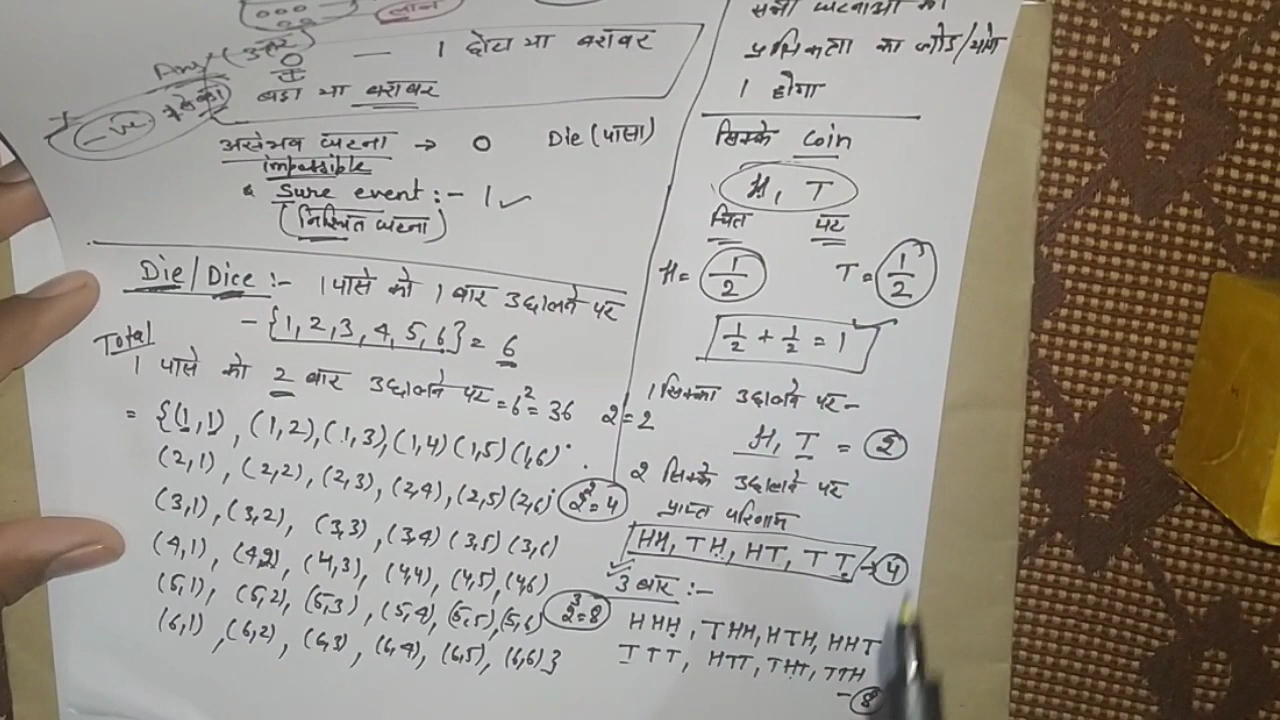 लाल
Ans (उत्तर)
0 — 1 छोटा या बराबर
+
बड़ा या बराबर
-ve
असंभव घटना → 0 Die (पासा)
impossible
Sure event :- 1 ✓
(निश्चित घटना)
Die/Dice :- 1 पासे को 1 बार उछालने पर
Total - {1, 2, 3, 4, 5, 6} = 6
1 पासे को 2 बार उछालने पर = 6² = 36
= {(1,1), (1,2), (1,3), (1,4) (1,5) (1,6)
(2,1), (2,2), (2,3), (2,4), (2,5) (2,6)
(3,1), (3,2), (3,3), (3,4) (3,5) (3,6)
(4,1), (4,2), (4,3), (4,4), (4,5), (4,6)
(5,1), (5,2), (5,3), (5,4), (5,5), (5,6)
(6,1), (6,2), (6,3), (6,4), (6,5), (6,6)}
सभी घटनाओं का
प्रायिकता का जोड़/योग
1 होगा
सिक्के coin
H, T
चित पट
H = 1/2 T = 1/2
1/2 + 1/2 = 1
1 सिक्का उछालने पर -
2 = 2 H, T = 2
2 सिक्के उछालने पर
2² = 4 प्राप्त परिणाम
HH, TH, HT, TT → 4
3 बार :-
2³ = 8 HHH, THH, HTH, HHT
TTT, HTT, THT, TTH
- 8